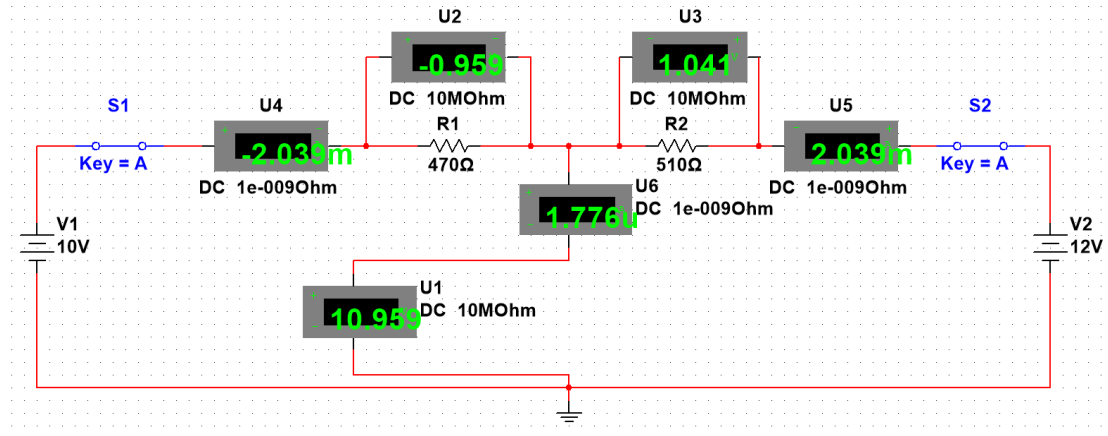 U2
U3
-0.959
1.041
DC 10MOhm
DC 10MOhm
S1
U4
R1
R2
U5
S2
-2.039m
2.039m
Key = A
470Ω
510Ω
Key = A
DC 1e-009Ohm
DC 1e-009Ohm
U6
1.776u
DC 1e-009Ohm
V1
10V
V2
12V
U1
10.959
DC 10MOhm